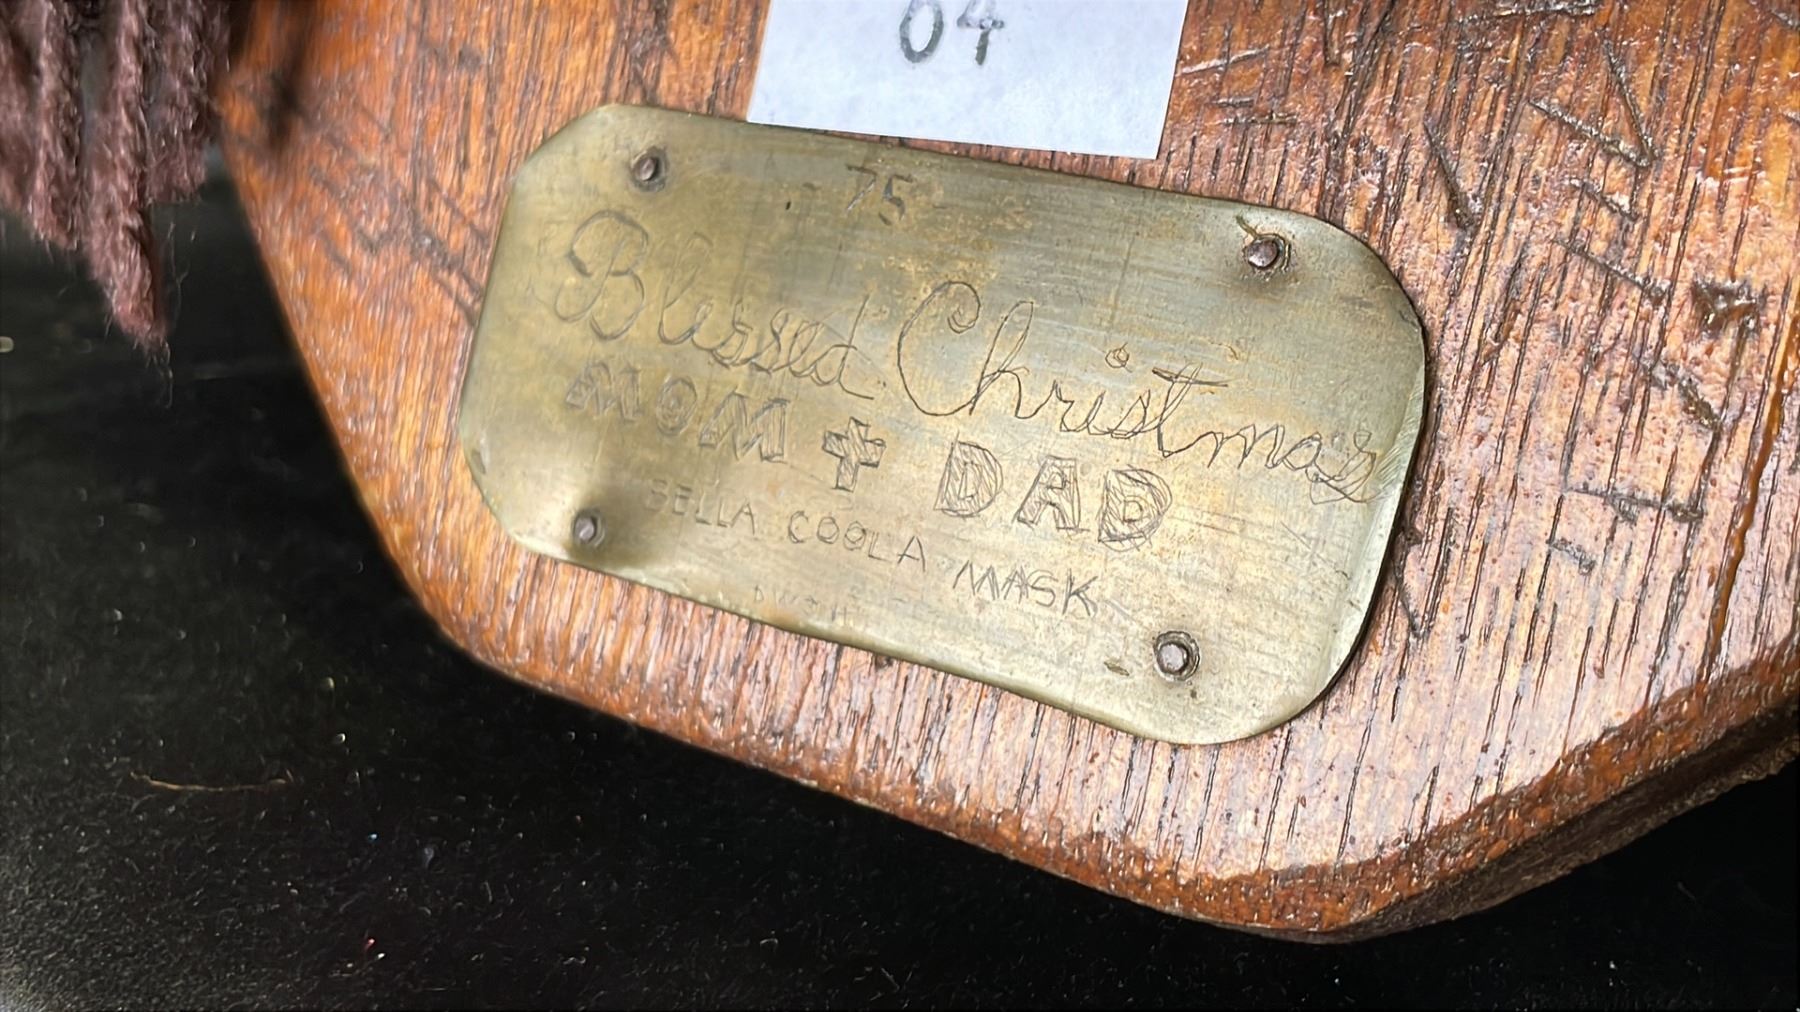 04
75
Blessed Christmas
MOM + DAD
BELLA COOLA MASK